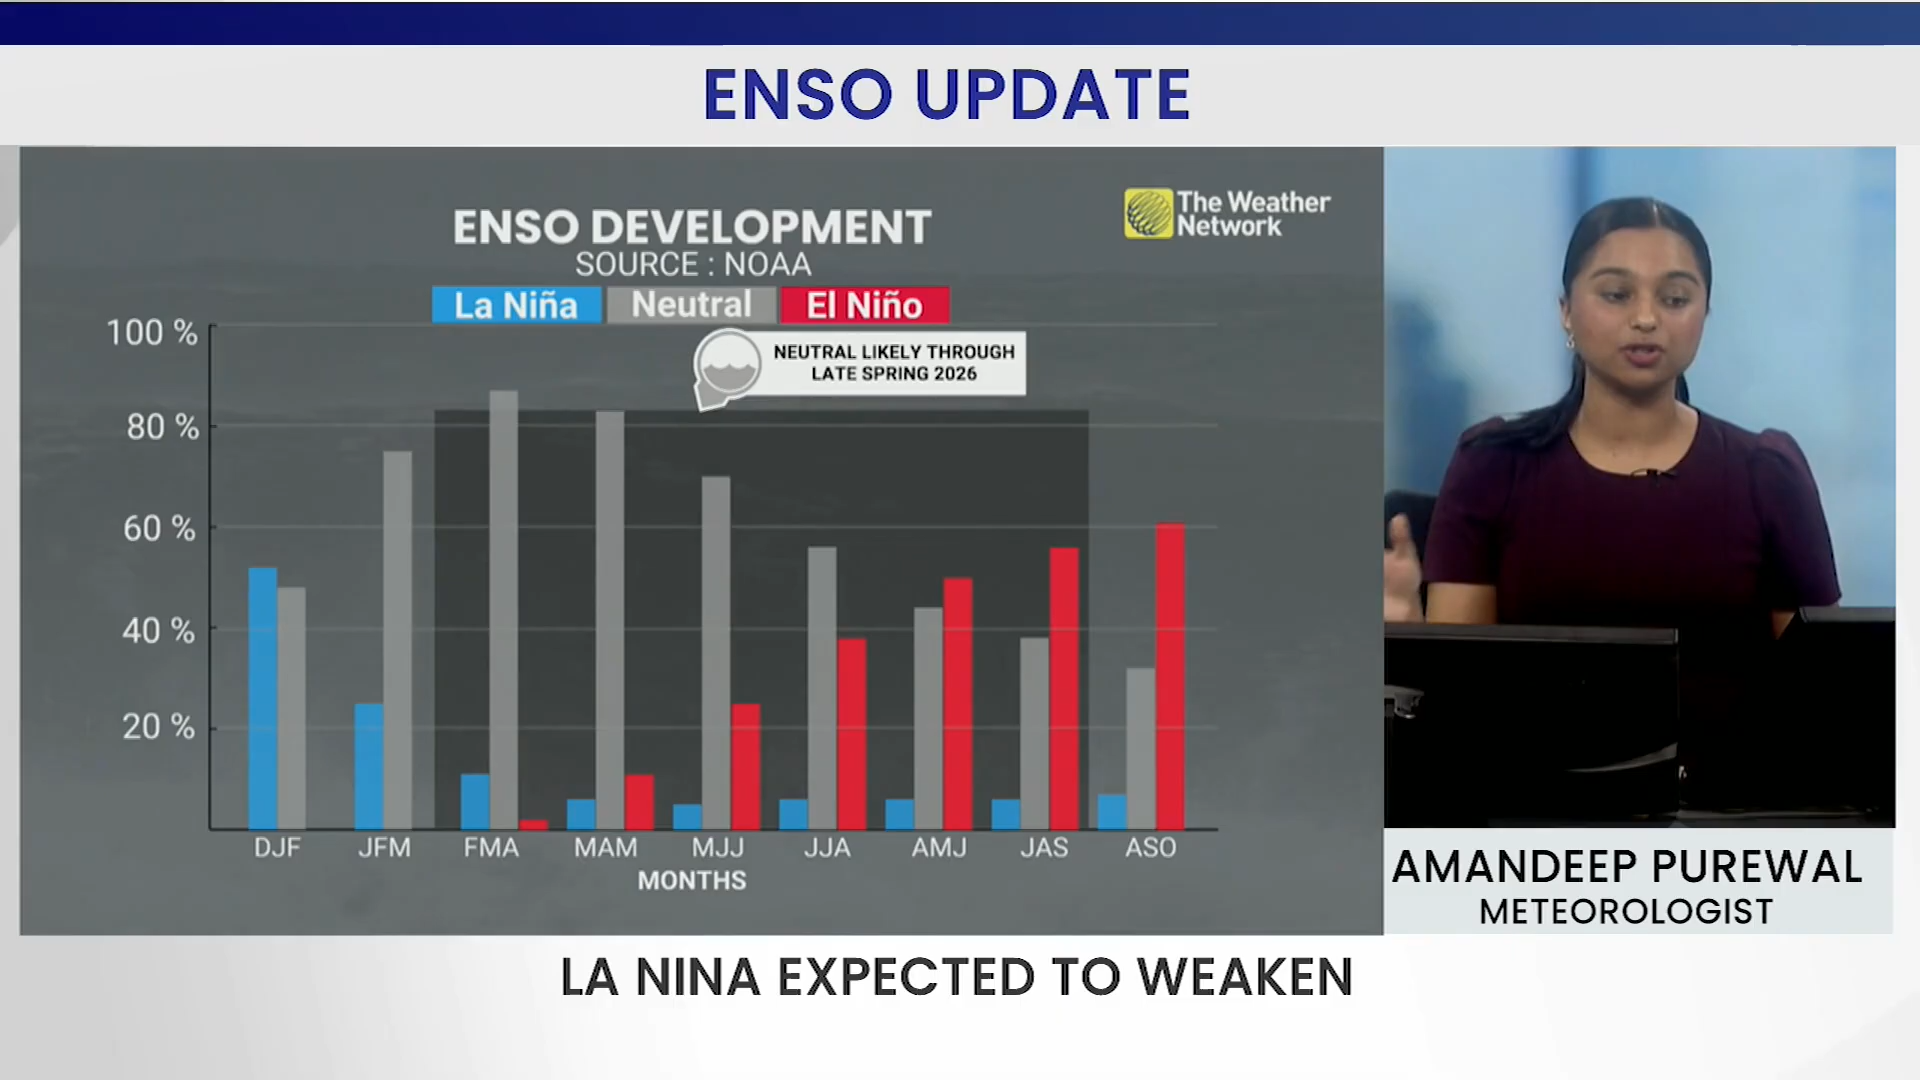 ENSO UPDATE
ENSO DEVELOPMENT
SOURCE : NOAA
The Weather
Network
La Niña Neutral El Niño
NEUTRAL LIKELY THROUGH
LATE SPRING 2026
100 %
80 %
60 %
40 %
20 %
DJF JFM FMA MAM MJJ JJA AMJ JAS ASO
MONTHS
AMANDEEP PUREWAL
METEOROLOGIST
LA NINA EXPECTED TO WEAKEN